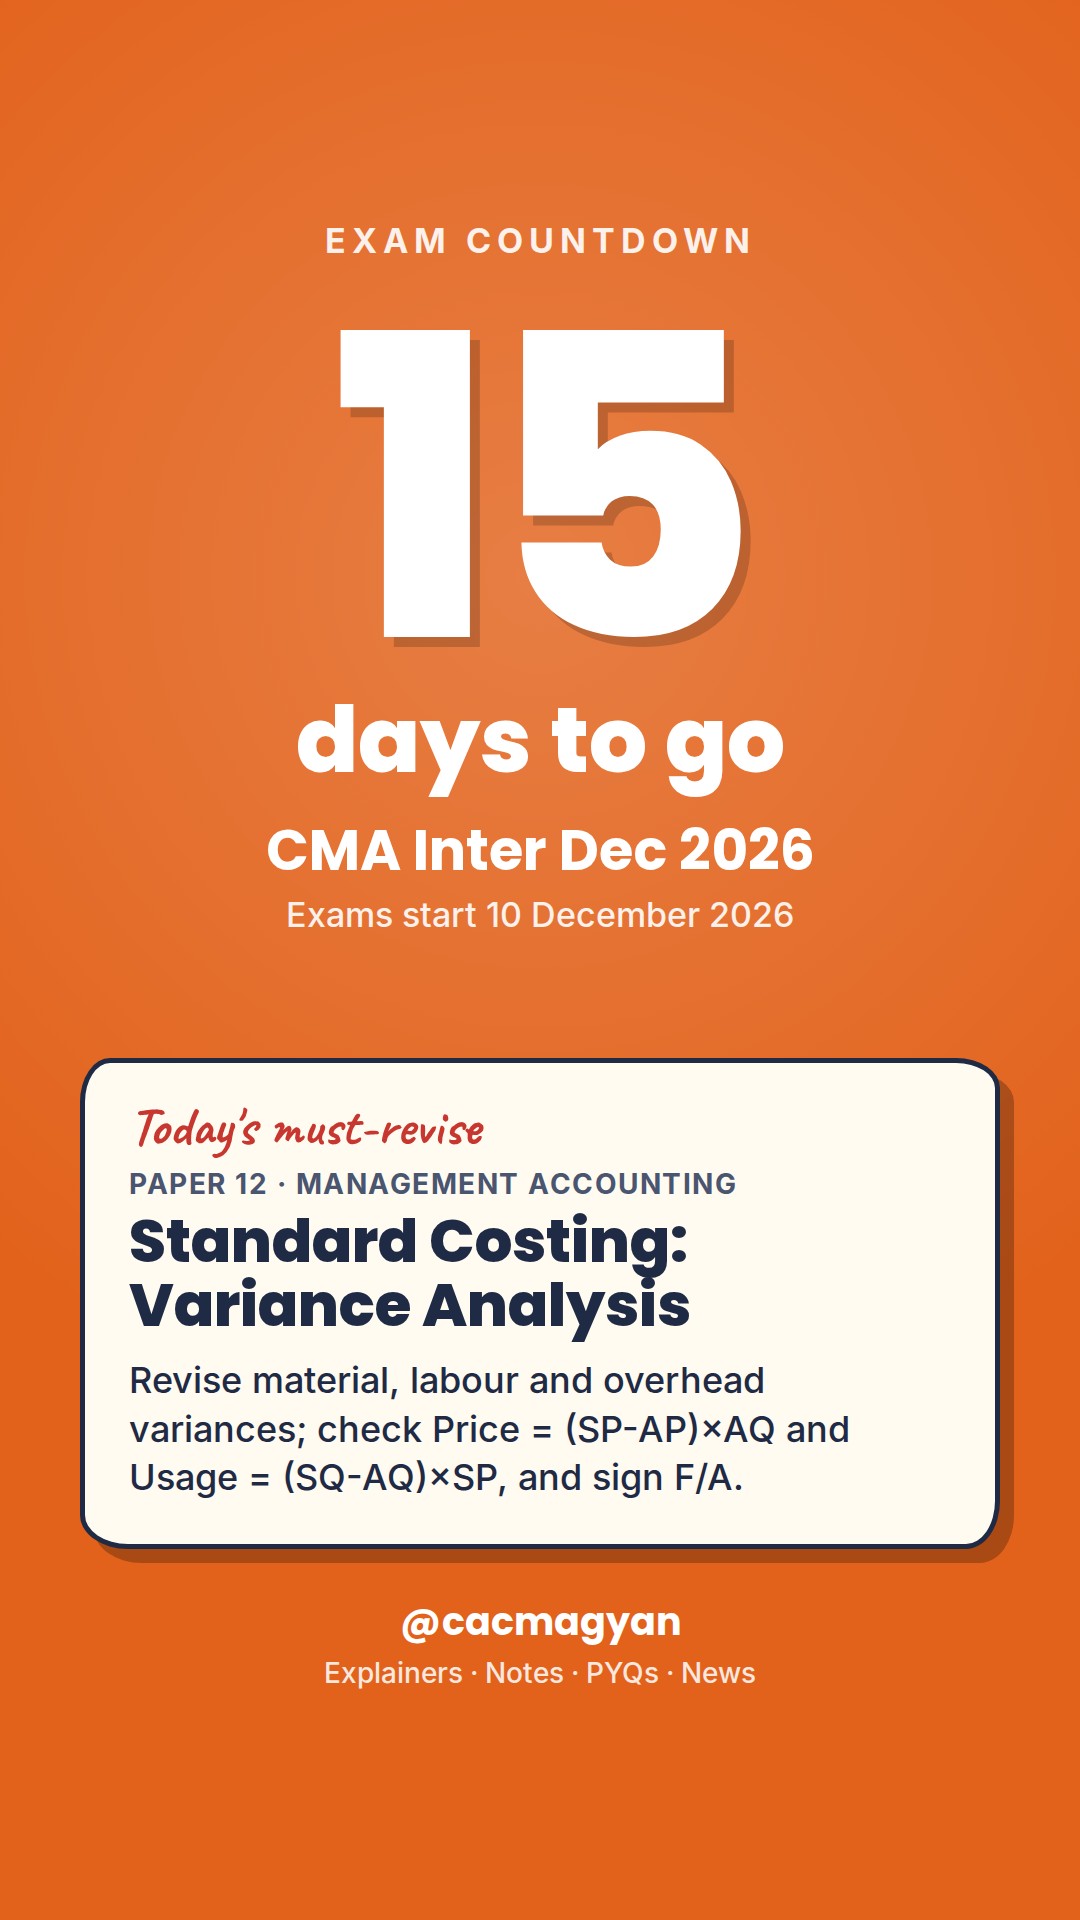 EXAM COUNTDOWN
15
days to go
CMA Inter Dec 2026
Exams start 10 December 2026
Today's must-revise
PAPER 12 · MANAGEMENT ACCOUNTING
Standard Costing:
Variance Analysis
Revise material, labour and overhead
variances; check Price = (SP-AP)×AQ and
Usage = (SQ-AQ)×SP, and sign F/A.
@cacmagyan
Explainers · Notes · PYQs · News